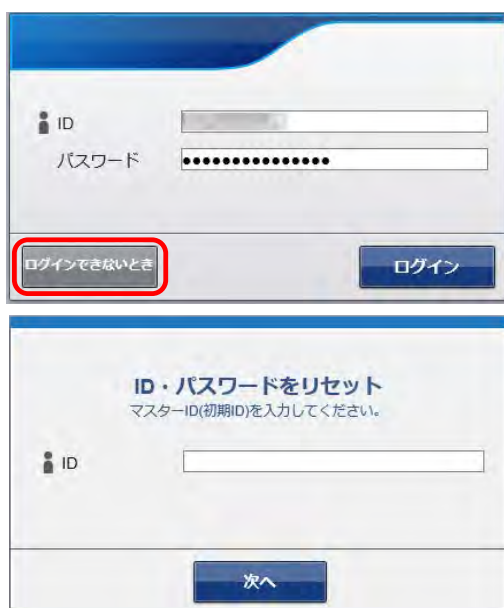 ID
パスワード ●●●●●●●●●●●●●●●
ログインできないとき ログイン
ID・パスワードをリセット
マスターID(初期ID)を入力してください。
ID
次へ